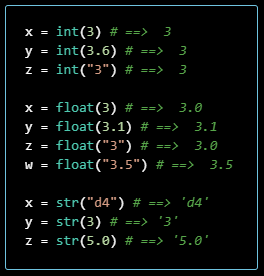 x = int(3) # ==>  3
y = int(3.6) # ==>  3
z = int("3") # ==>  3
x = float(3) # ==>  3.0
y = float(3.1) # ==>  3.1
z = float("3") # ==>  3.0
w = float("3.5") # ==>  3.5
x = str("d4") # ==> 'd4'
y = str(3) # ==> '3'
z = str(5.0) # ==> '5.0'